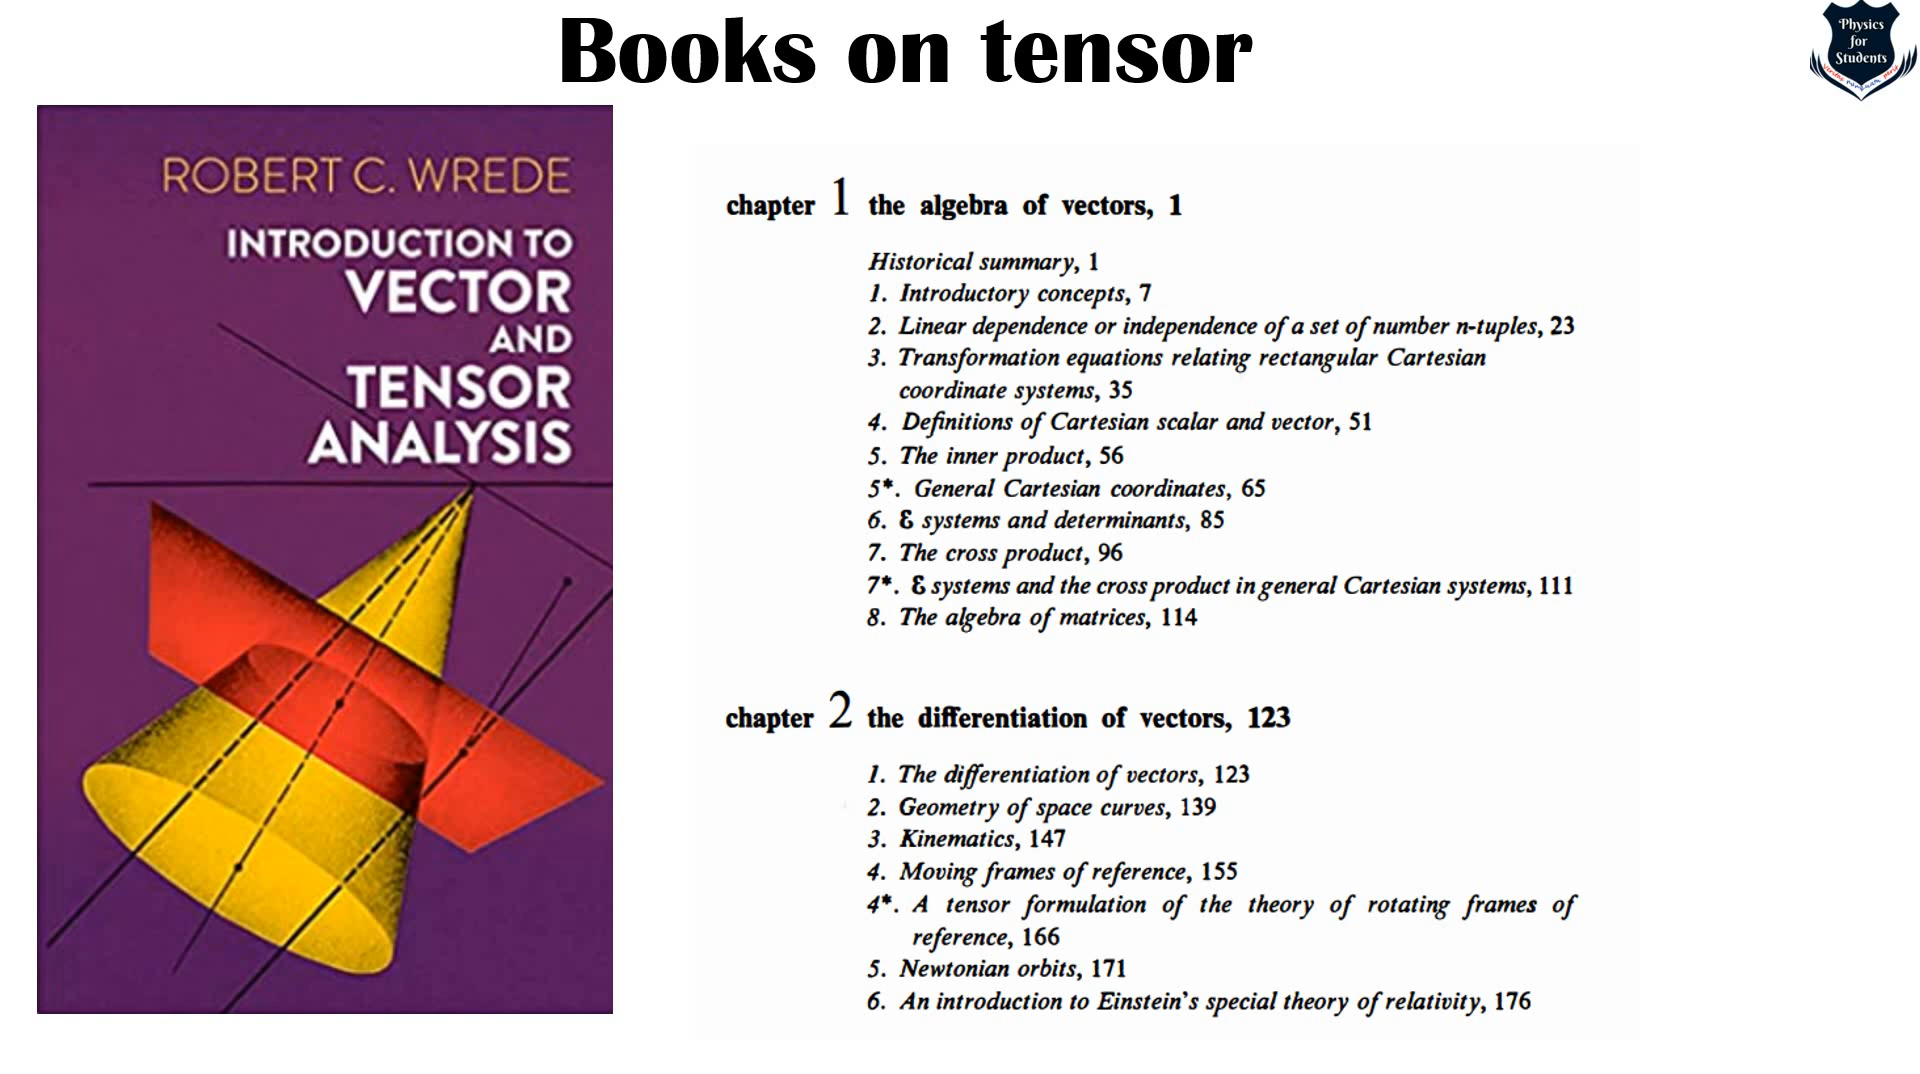 Books on tensor
Physics
for
Students
ROBERT C. WREDE
INTRODUCTION TO
VECTOR
AND
TENSOR
ANALYSIS
chapter 1 the algebra of vectors, 1
Historical summary, 1
1. Introductory concepts, 7
2. Linear dependence or independence of a set of number n-tuples, 23
3. Transformation equations relating rectangular Cartesian
coordinate systems, 35
4. Definitions of Cartesian scalar and vector, 51
5. The inner product, 56
5*. General Cartesian coordinates, 65
6. Ɛ systems and determinants, 85
7. The cross product, 96
7*. Ɛ systems and the cross product in general Cartesian systems, 111
8. The algebra of matrices, 114
chapter 2 the differentiation of vectors, 123
1. The differentiation of vectors, 123
2. Geometry of space curves, 139
3. Kinematics, 147
4. Moving frames of reference, 155
4*. A tensor formulation of the theory of rotating frames of
reference, 166
5. Newtonian orbits, 171
6. An introduction to Einstein's special theory of relativity, 176